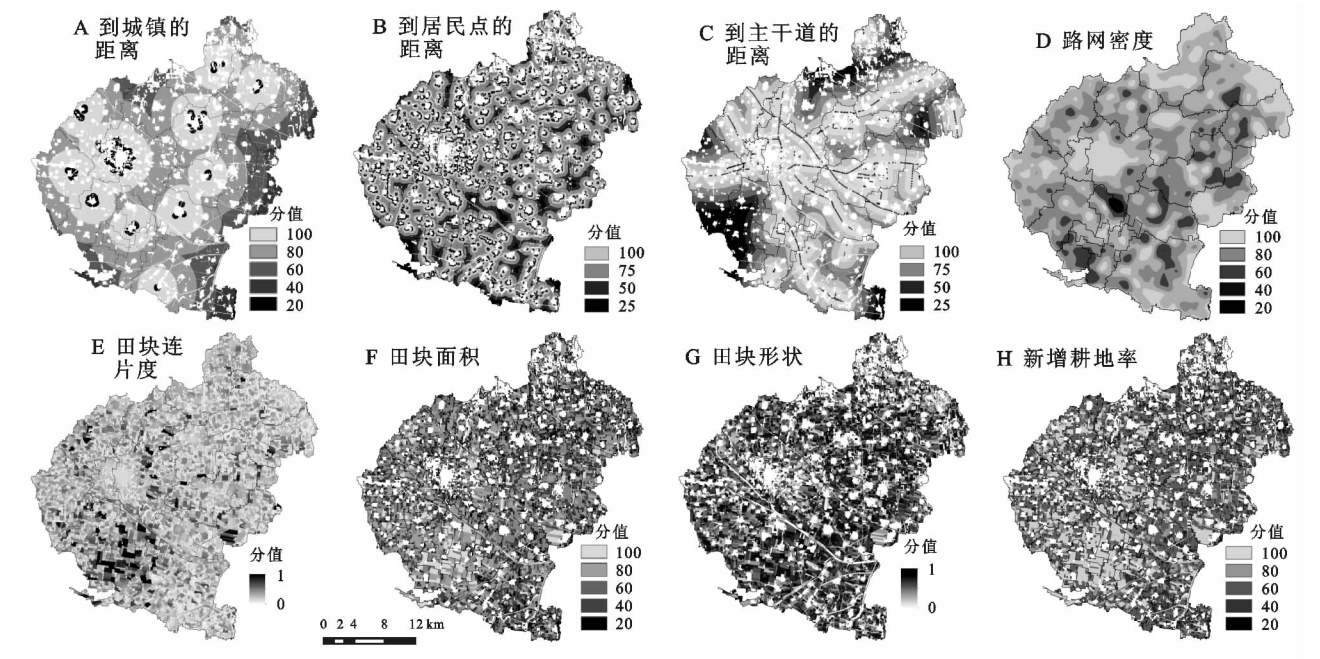 A 到城镇的
距离
分值
100
80
60
40
20
B 到居民点的
距离
分值
100
75
50
25
C 到主干道的
距离
分值
100
75
50
25
D 路网密度
分值
100
80
60
40
20
E 田块连
片度
分值
1
0
F 田块面积
分值
100
80
60
40
20
G 田块形状
分值
1
0
H 新增耕地率
分值
100
80
60
40
20
0 2 4 8 12 km